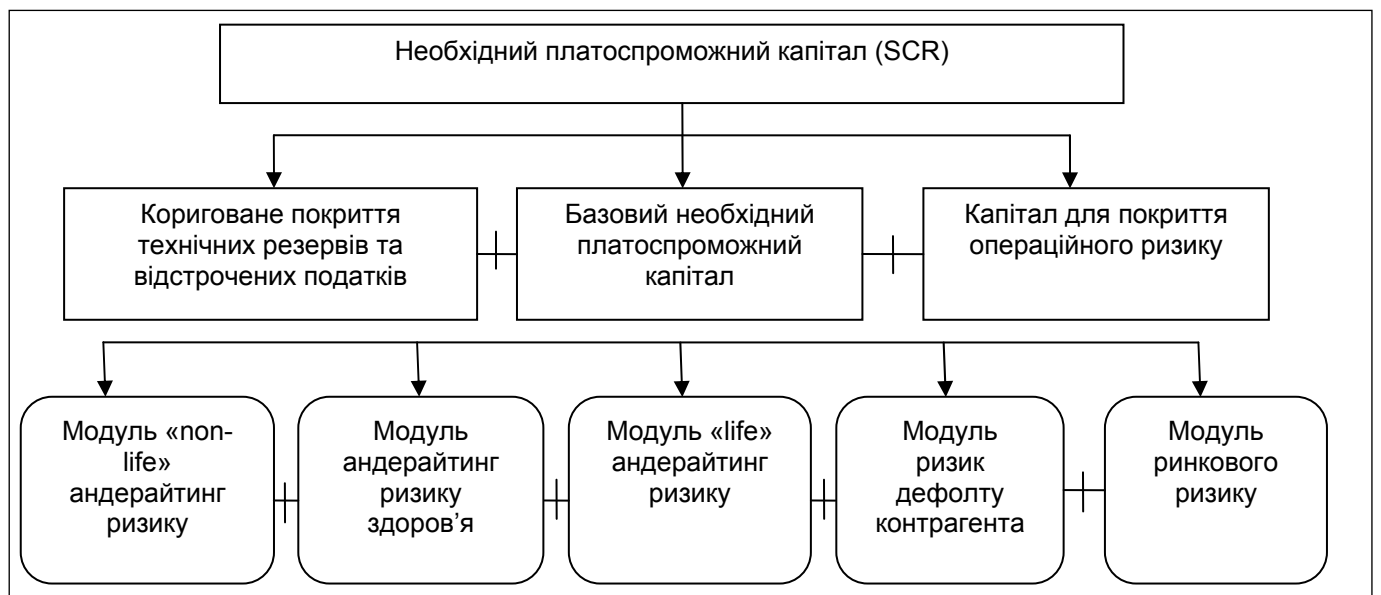 Необхідний платоспроможний капітал (SCR)
Кориговане покриття
технічних резервів та
відстрочених податків
Базовий необхідний
платоспроможний
капітал
Капітал для покриття
операційного ризику
Модуль «non-
life»
андерайтинг
ризику
Модуль
андерайтинг
ризику
здоров’я
Модуль «life»
андерайтинг
ризику
Модуль
ризик
дефолту
контрагента
Модуль
ринкового
ризику